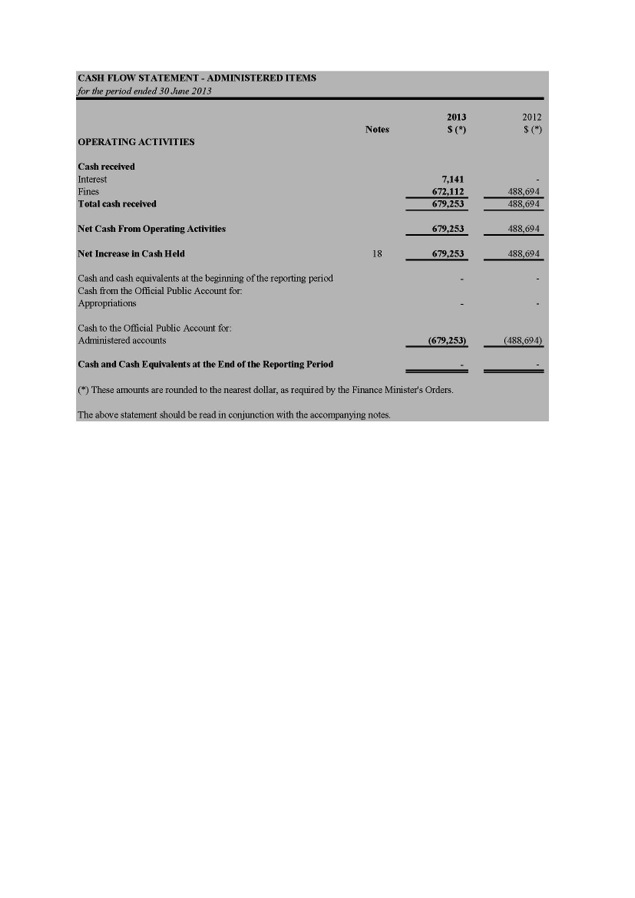 CASH FLOW STATEMENT - ADMINISTERED ITEMS
for the period ended 30 June 2013
2013 2012
Notes $ (*) $ (*)
OPERATING ACTIVITIES
Cash received
Interest 7,141 -
Fines 672,112 488,694
Total cash received 679,253 488,694
Net Cash From Operating Activities 679,253 488,694
Net Increase in Cash Held 18 679,253 488,694
Cash and cash equivalents at the beginning of the reporting period - -
Cash from the Official Public Account for:
Appropriations - -
Cash to the Official Public Account for:
Administered accounts (679,253) (488,694)
Cash and Cash Equivalents at the End of the Reporting Period - -
(*) These amounts are rounded to the nearest dollar, as required by the Finance Minister's Orders.
The above statement should be read in conjunction with the accompanying notes.